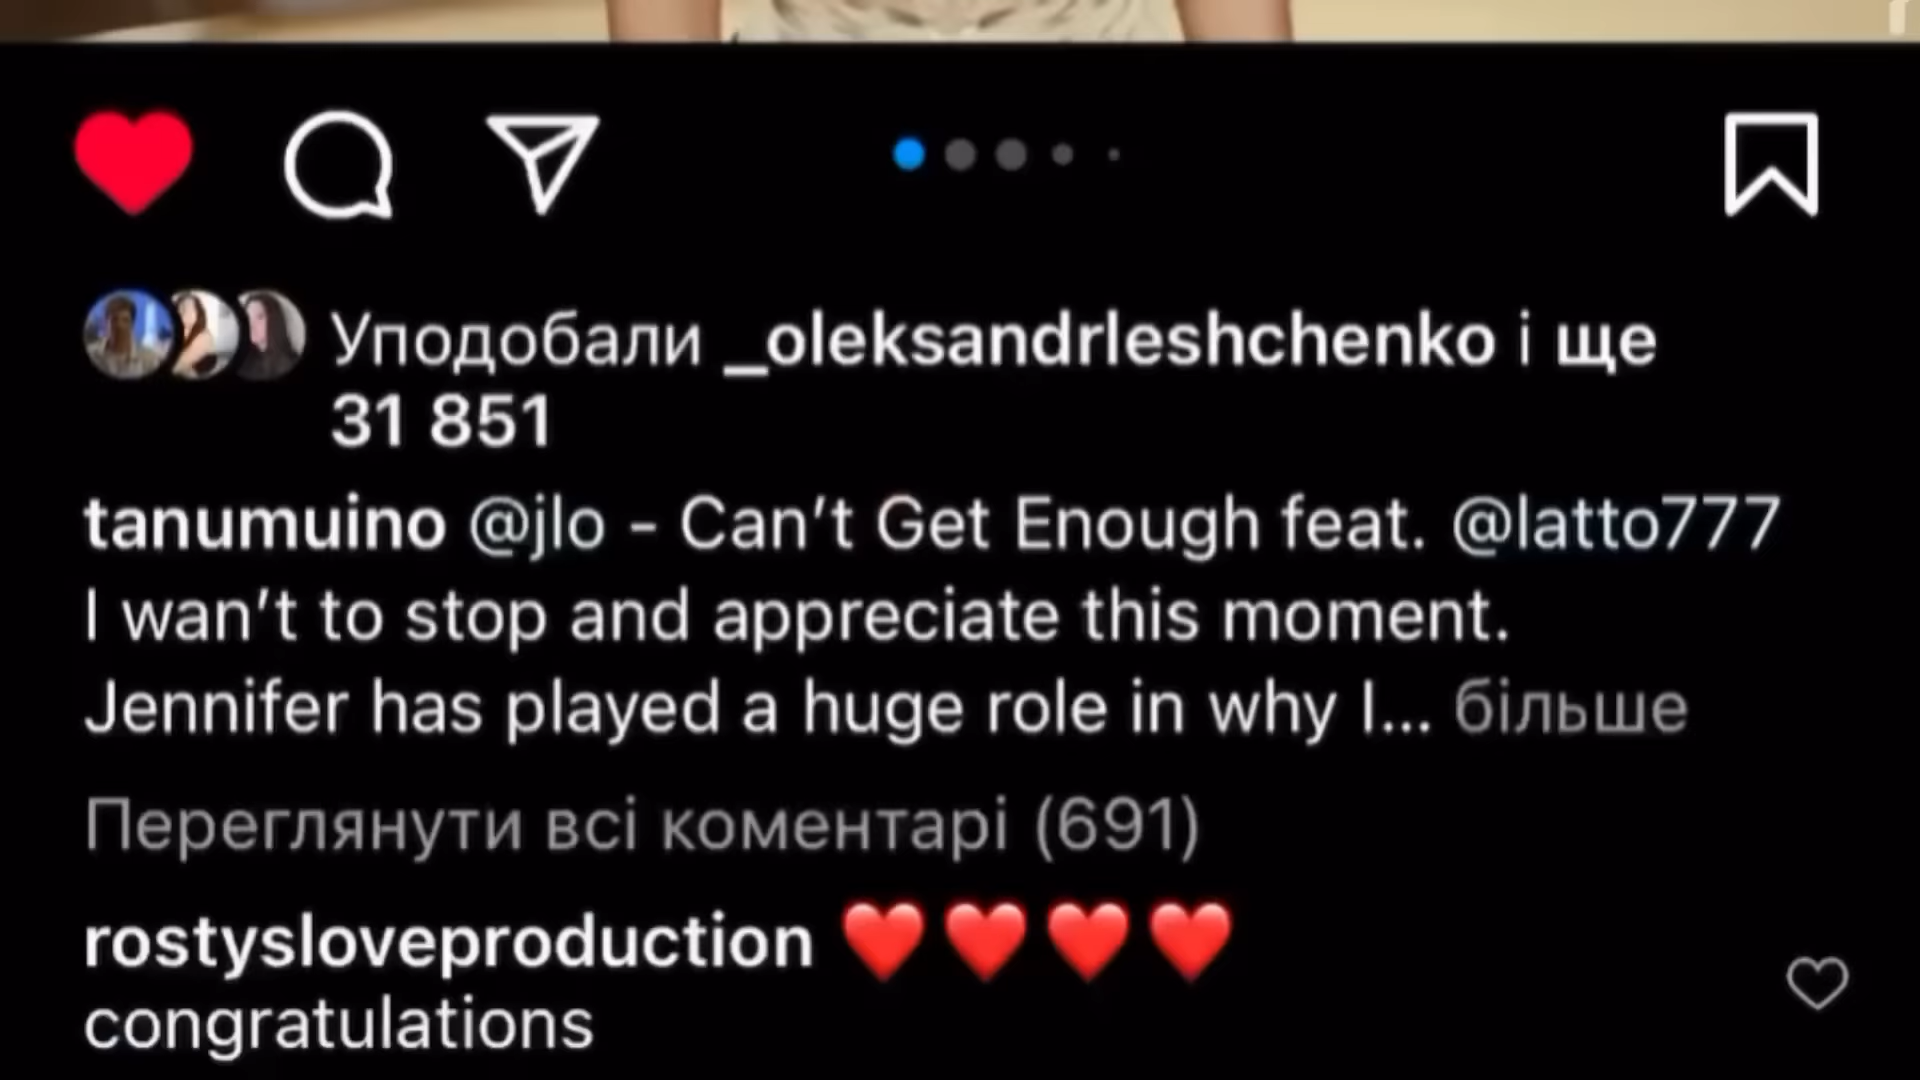 Уподобали _oleksandrleshchenko і ще
31 851
tanumuino @jlo - Can’t Get Enough feat. @latto777
I wan’t to stop and appreciate this moment.
Jennifer has played a huge role in why I... більше
Переглянути всі коментарі (691)
rostysloveproduction ❤️❤️❤️❤️
congratulations